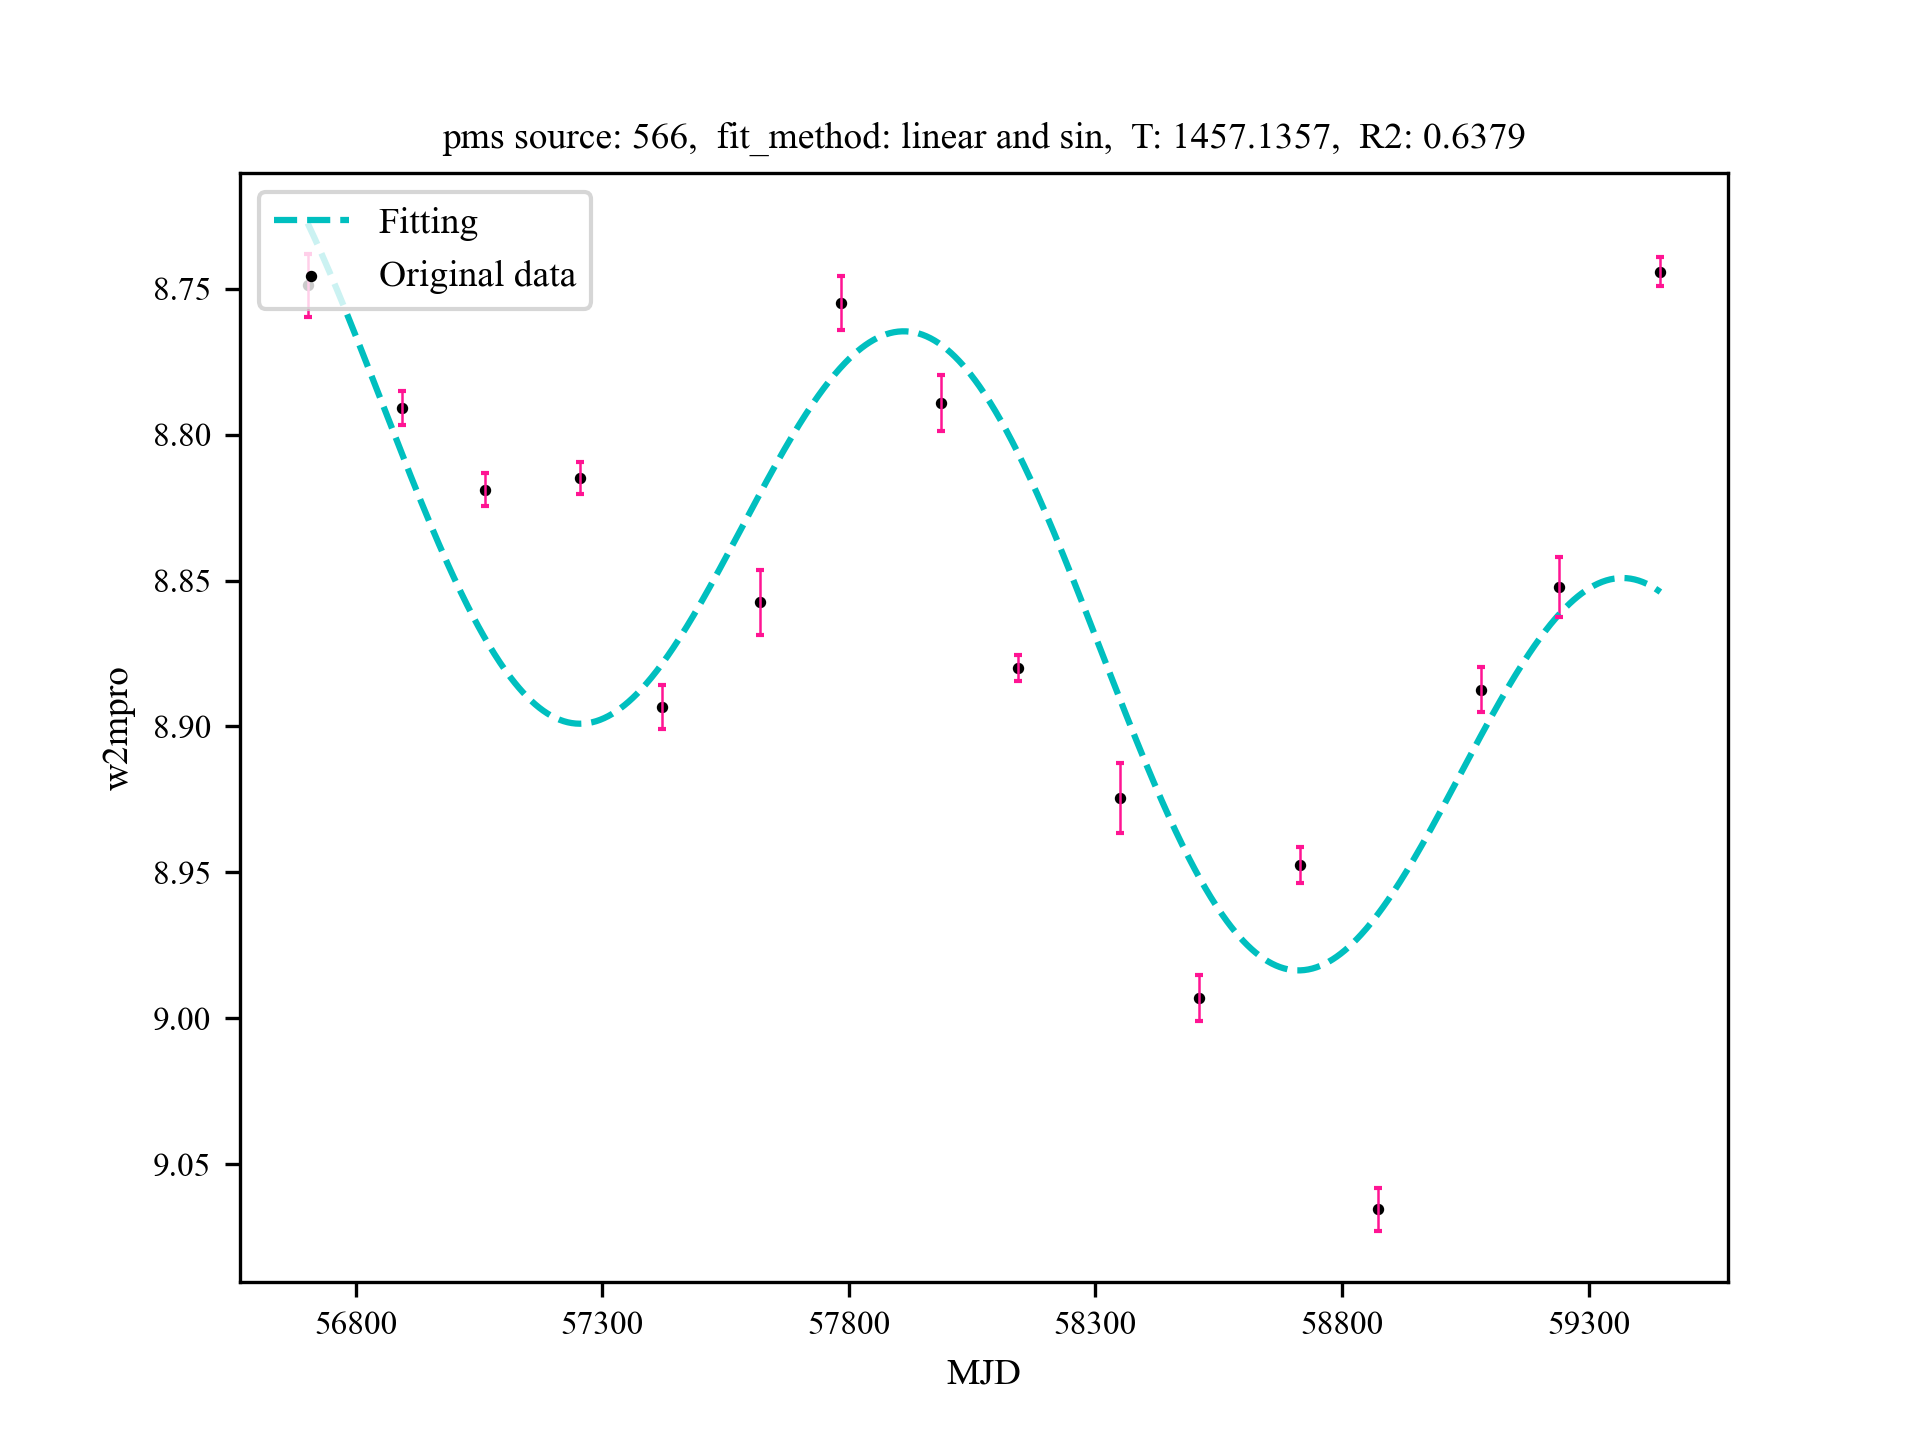 pms source: 566,  fit_method: linear and sin,  T: 1457.1357,  R2: 0.6379
Fitting
Original data
8.75
8.80
8.85
8.90
8.95
9.00
9.05
w2mpro
56800 57300 57800 58300 58800 59300
MJD